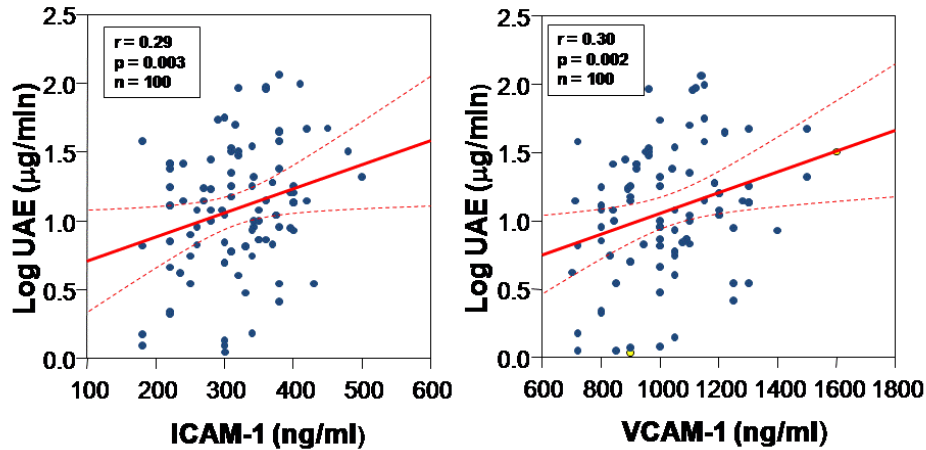 2.5
2.0
1.5
1.0
0.5
0.0
Log UAE (µg/min)
r = 0.29
p = 0.003
n = 100
100 200 300 400 500 600
ICAM-1 (ng/ml)
2.5
2.0
1.5
1.0
0.5
0.0
Log UAE (µg/min)
r = 0.30
p = 0.002
n = 100
600 800 1000 1200 1400 1600 1800
VCAM-1 (ng/ml)